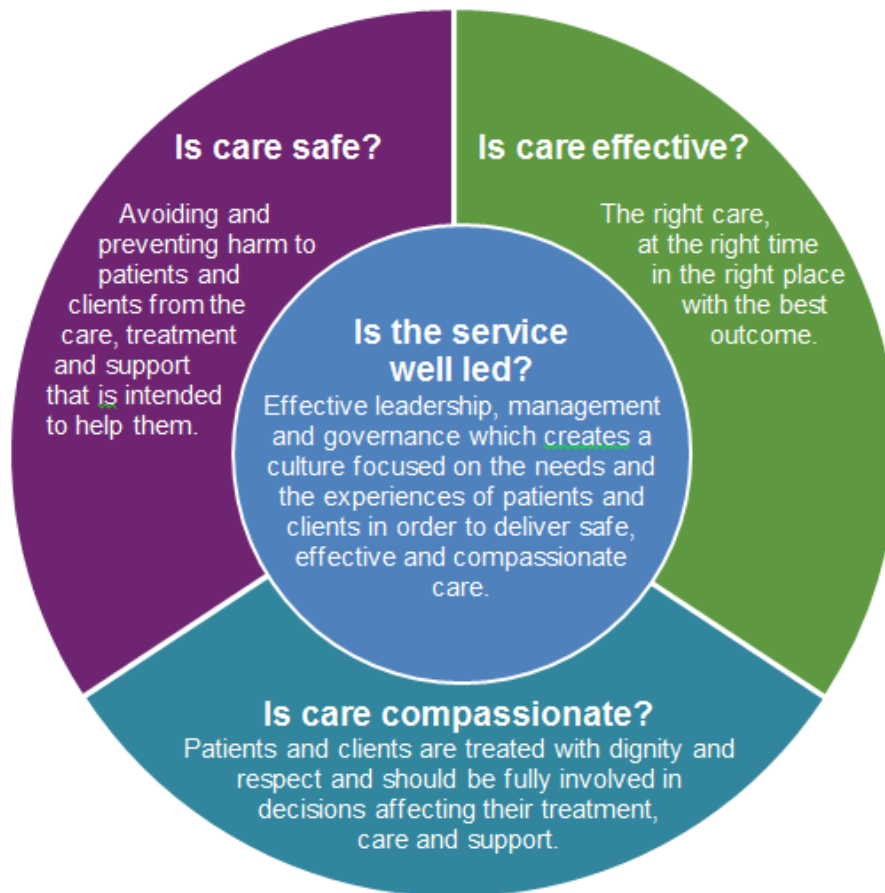 Is care safe?
Avoiding and
preventing harm to
patients and
clients from the
care, treatment
and support
that is intended
to help them.
Is care effective?
The right care,
at the right time
in the right place
with the best
outcome.
Is the service
well led?
Effective leadership, management
and governance which creates a
culture focused on the needs and
the experiences of patients and
clients in order to deliver safe,
effective and compassionate
care.
Is care compassionate?
Patients and clients are treated with dignity and
respect and should be fully involved in
decisions affecting their treatment,
care and support.